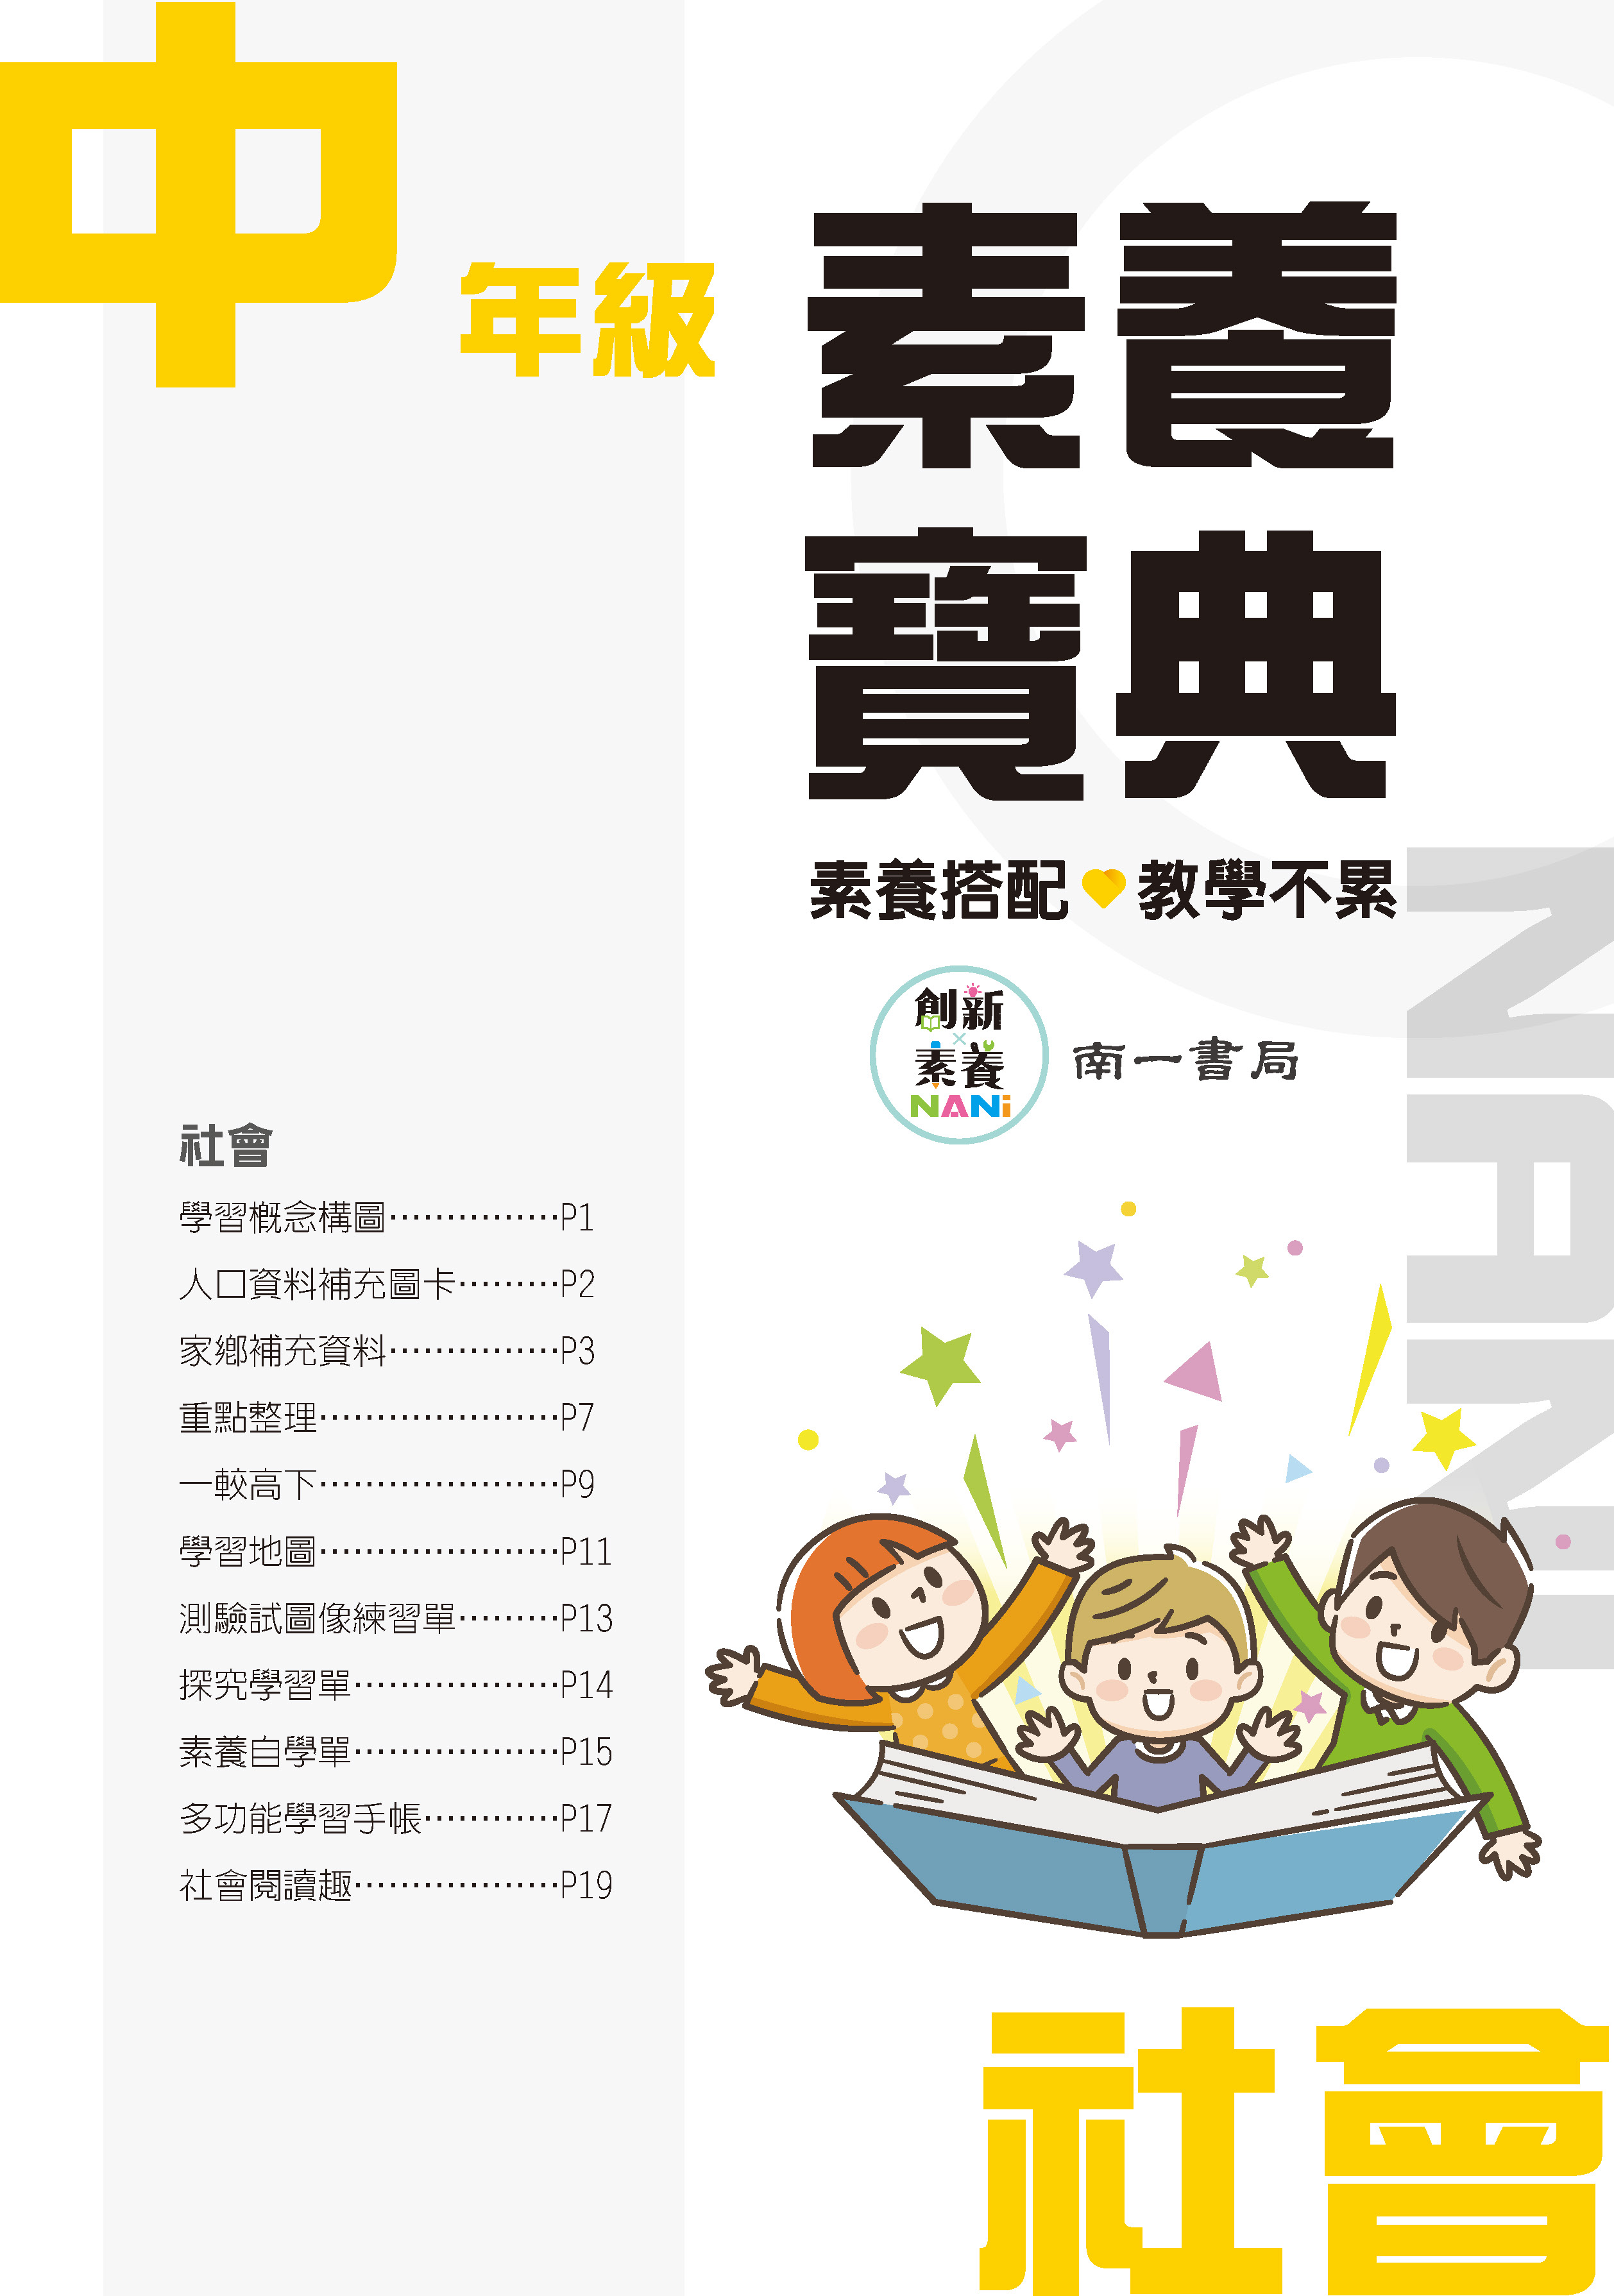 中年級
素養
寶典
素養搭配教學不累
創新
×
素養
NANi
南一書局
NANI
社會
學習概念構圖……………P1
人口資料補充圖卡………P2
家鄉補充資料……………P3
重點整理…………………P7
一較高下…………………P9
學習地圖…………………P11
測驗試圖像練習單………P13
探究學習單………………P14
素養自學單………………P15
多功能學習手帳…………P17
社會閱讀趣………………P19
社會